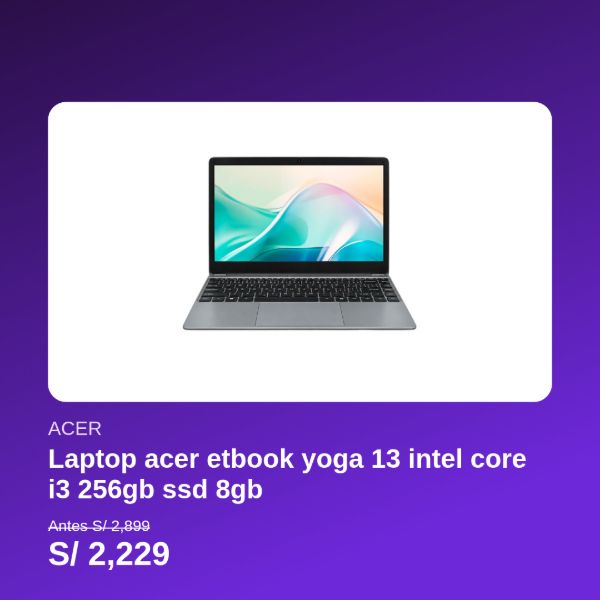 ACER
Laptop acer etbook yoga 13 intel core
i3 256gb ssd 8gb
Antes S/ 2,899
S/ 2,229